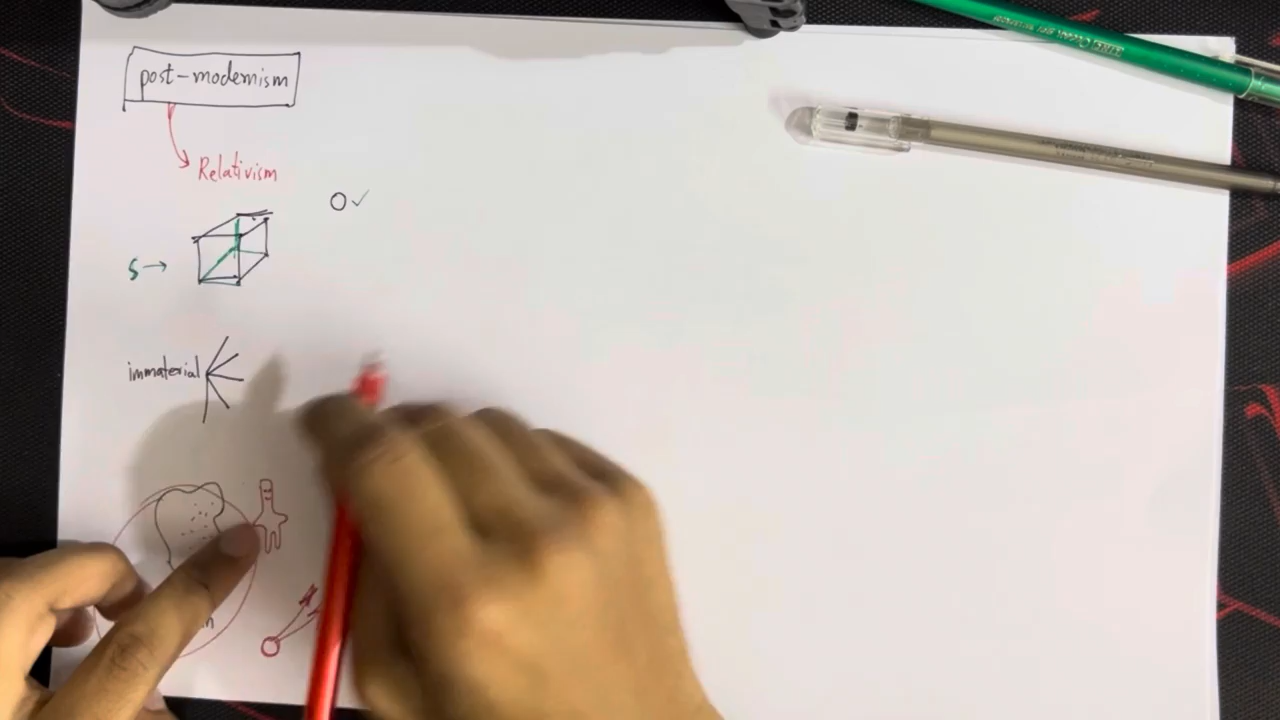 post-modernism
Relativism
O✓
S→
immaterial